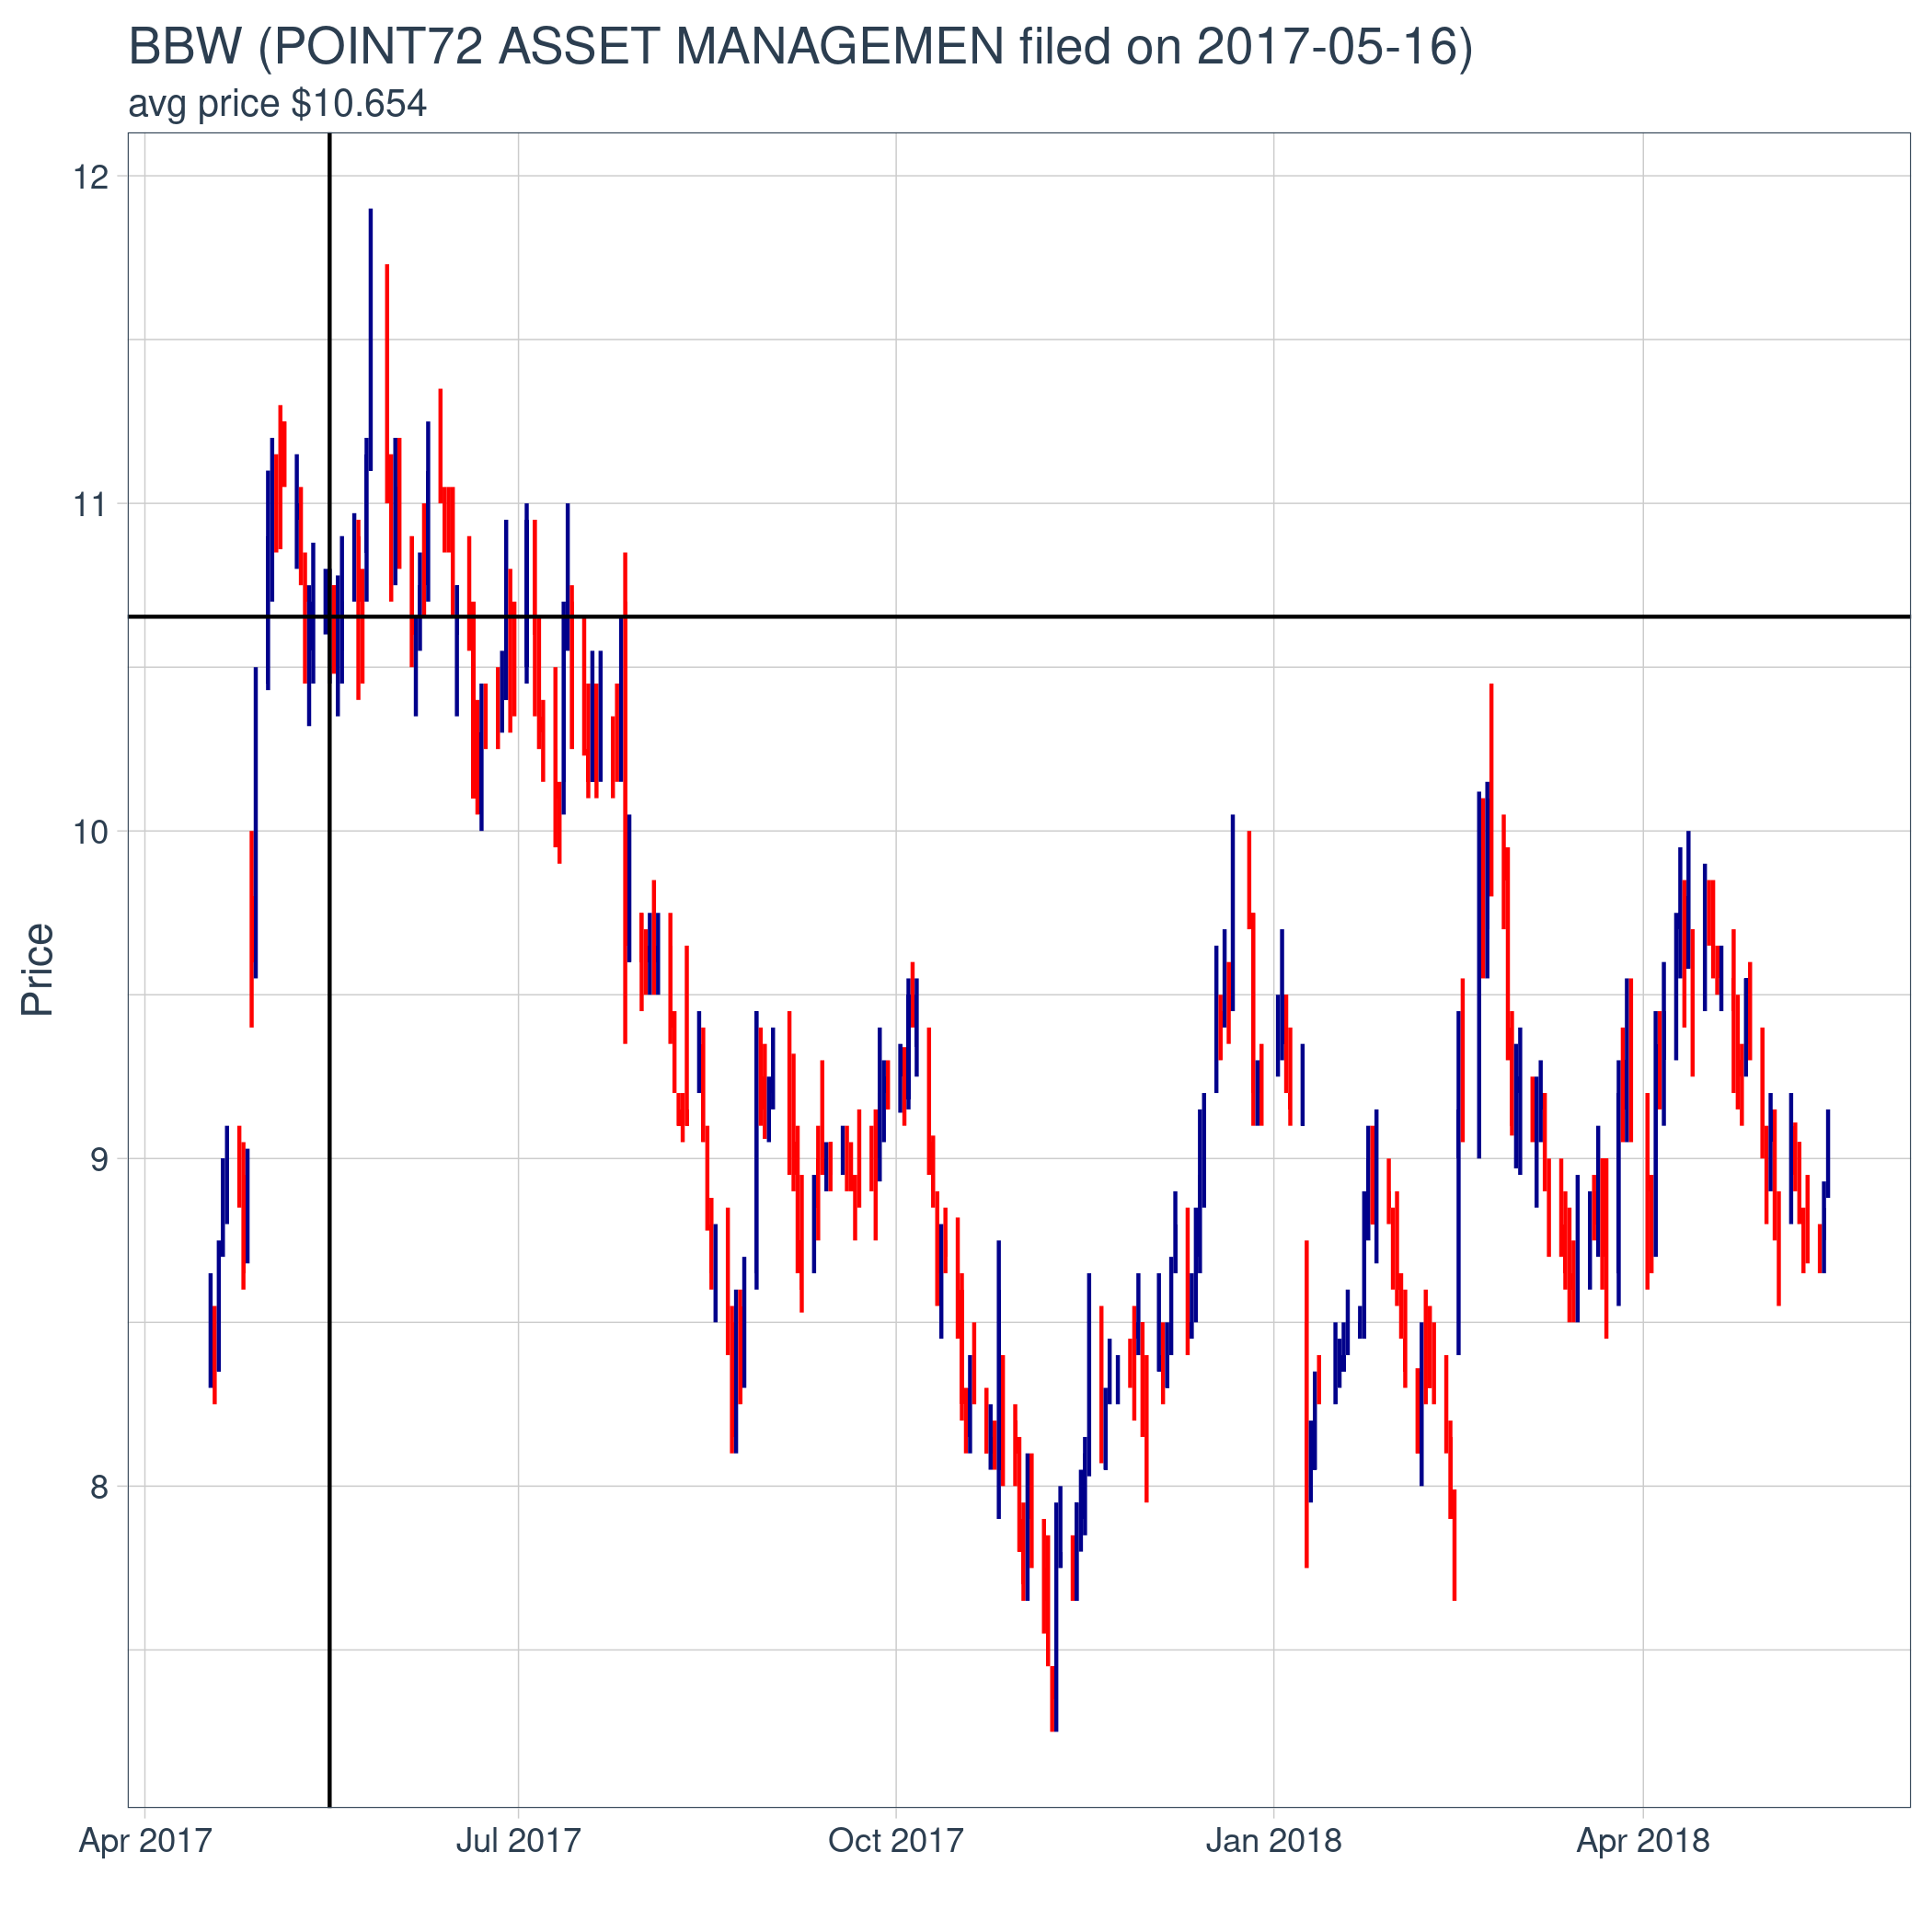 BBW (POINT72 ASSET MANAGEMEN filed on 2017-05-16)
avg price $10.654
12
11
10
9
8
Price
Apr 2017
Jul 2017
Oct 2017
Jan 2018
Apr 2018